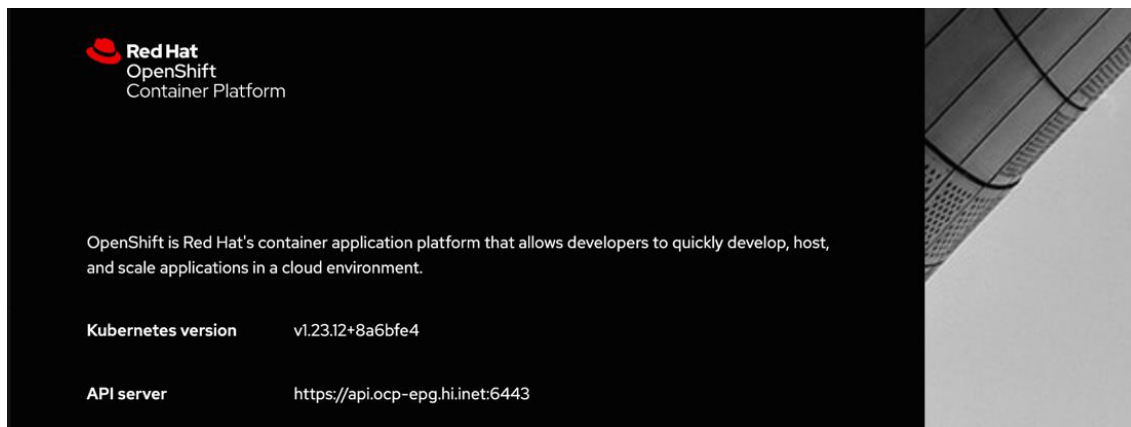 Red Hat
OpenShift
Container Platform
OpenShift is Red Hat's container application platform that allows developers to quickly develop, host,
and scale applications in a cloud environment.
Kubernetes version v1.23.12+8a6bfe4
API server https://api.ocp-epg.hi.inet:6443